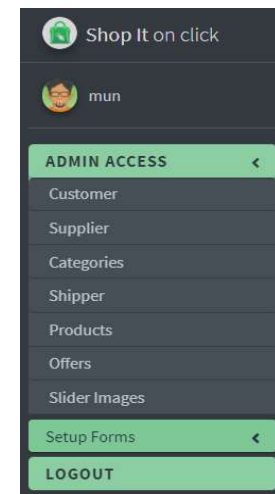 Shop It on click
mun
ADMIN ACCESS
Customer
Supplier
Categories
Shipper
Products
Offers
Slider Images
Setup Forms
LOGOUT